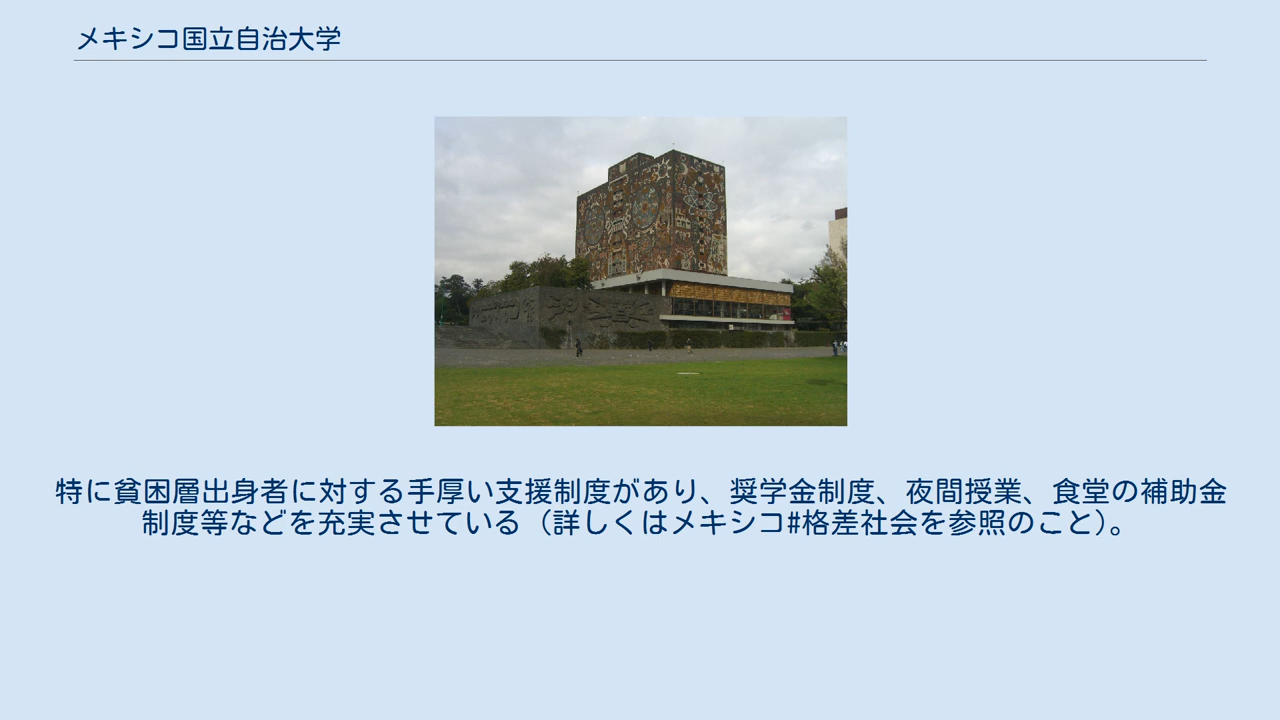 メキシコ国立自治大学
特に貧困層出身者に対する手厚い支援制度があり、奨学金制度、夜間授業、食堂の補助金
制度等などを充実させている（詳しくはメキシコ#格差社会を参照のこと）。